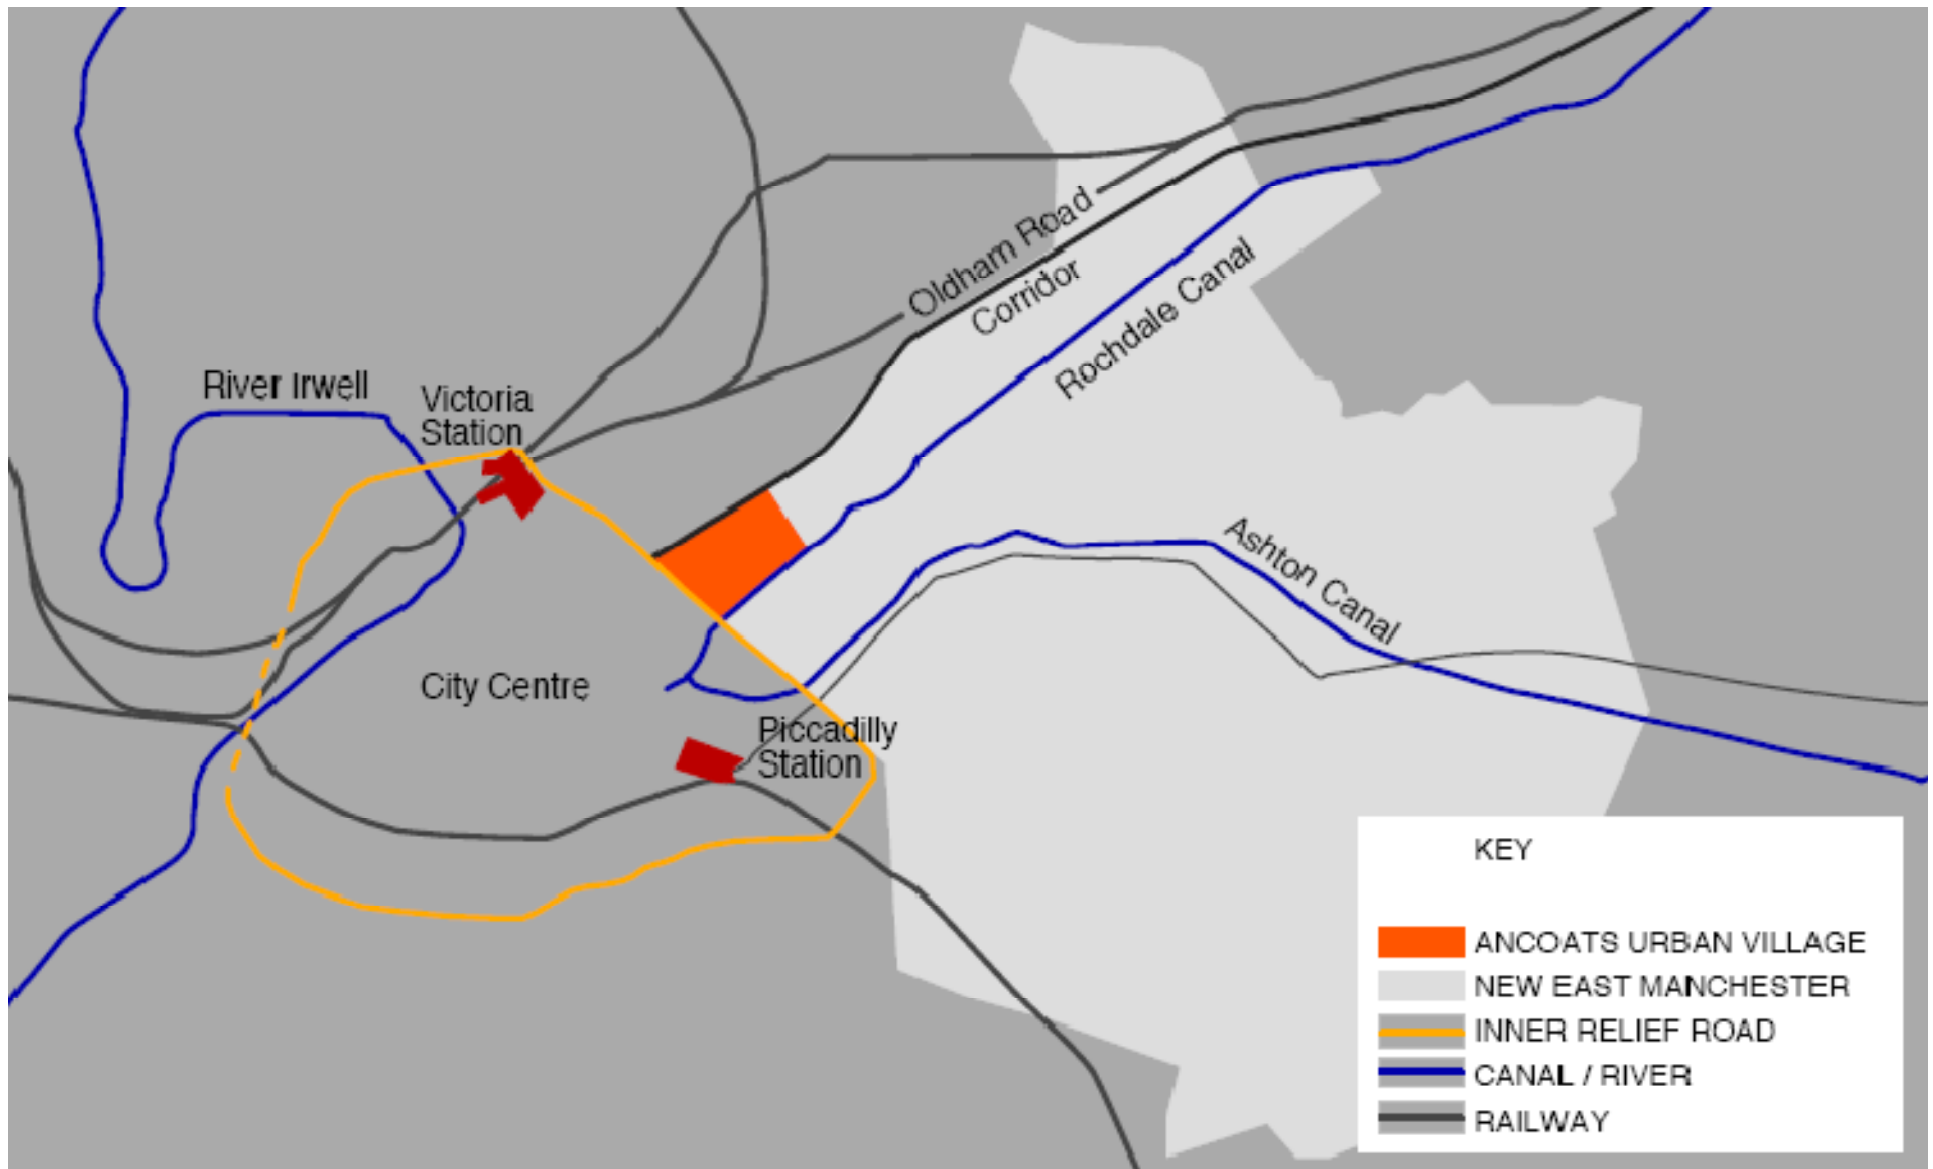 Oldham Road
Corridor
Rochdale Canal
River Irwell
Victoria
Station
Ashton Canal
City Centre
Piccadilly
Station
KEY
ANCOATS URBAN VILLAGE
NEW EAST MANCHESTER
INNER RELIEF ROAD
CANAL / RIVER
RAILWAY